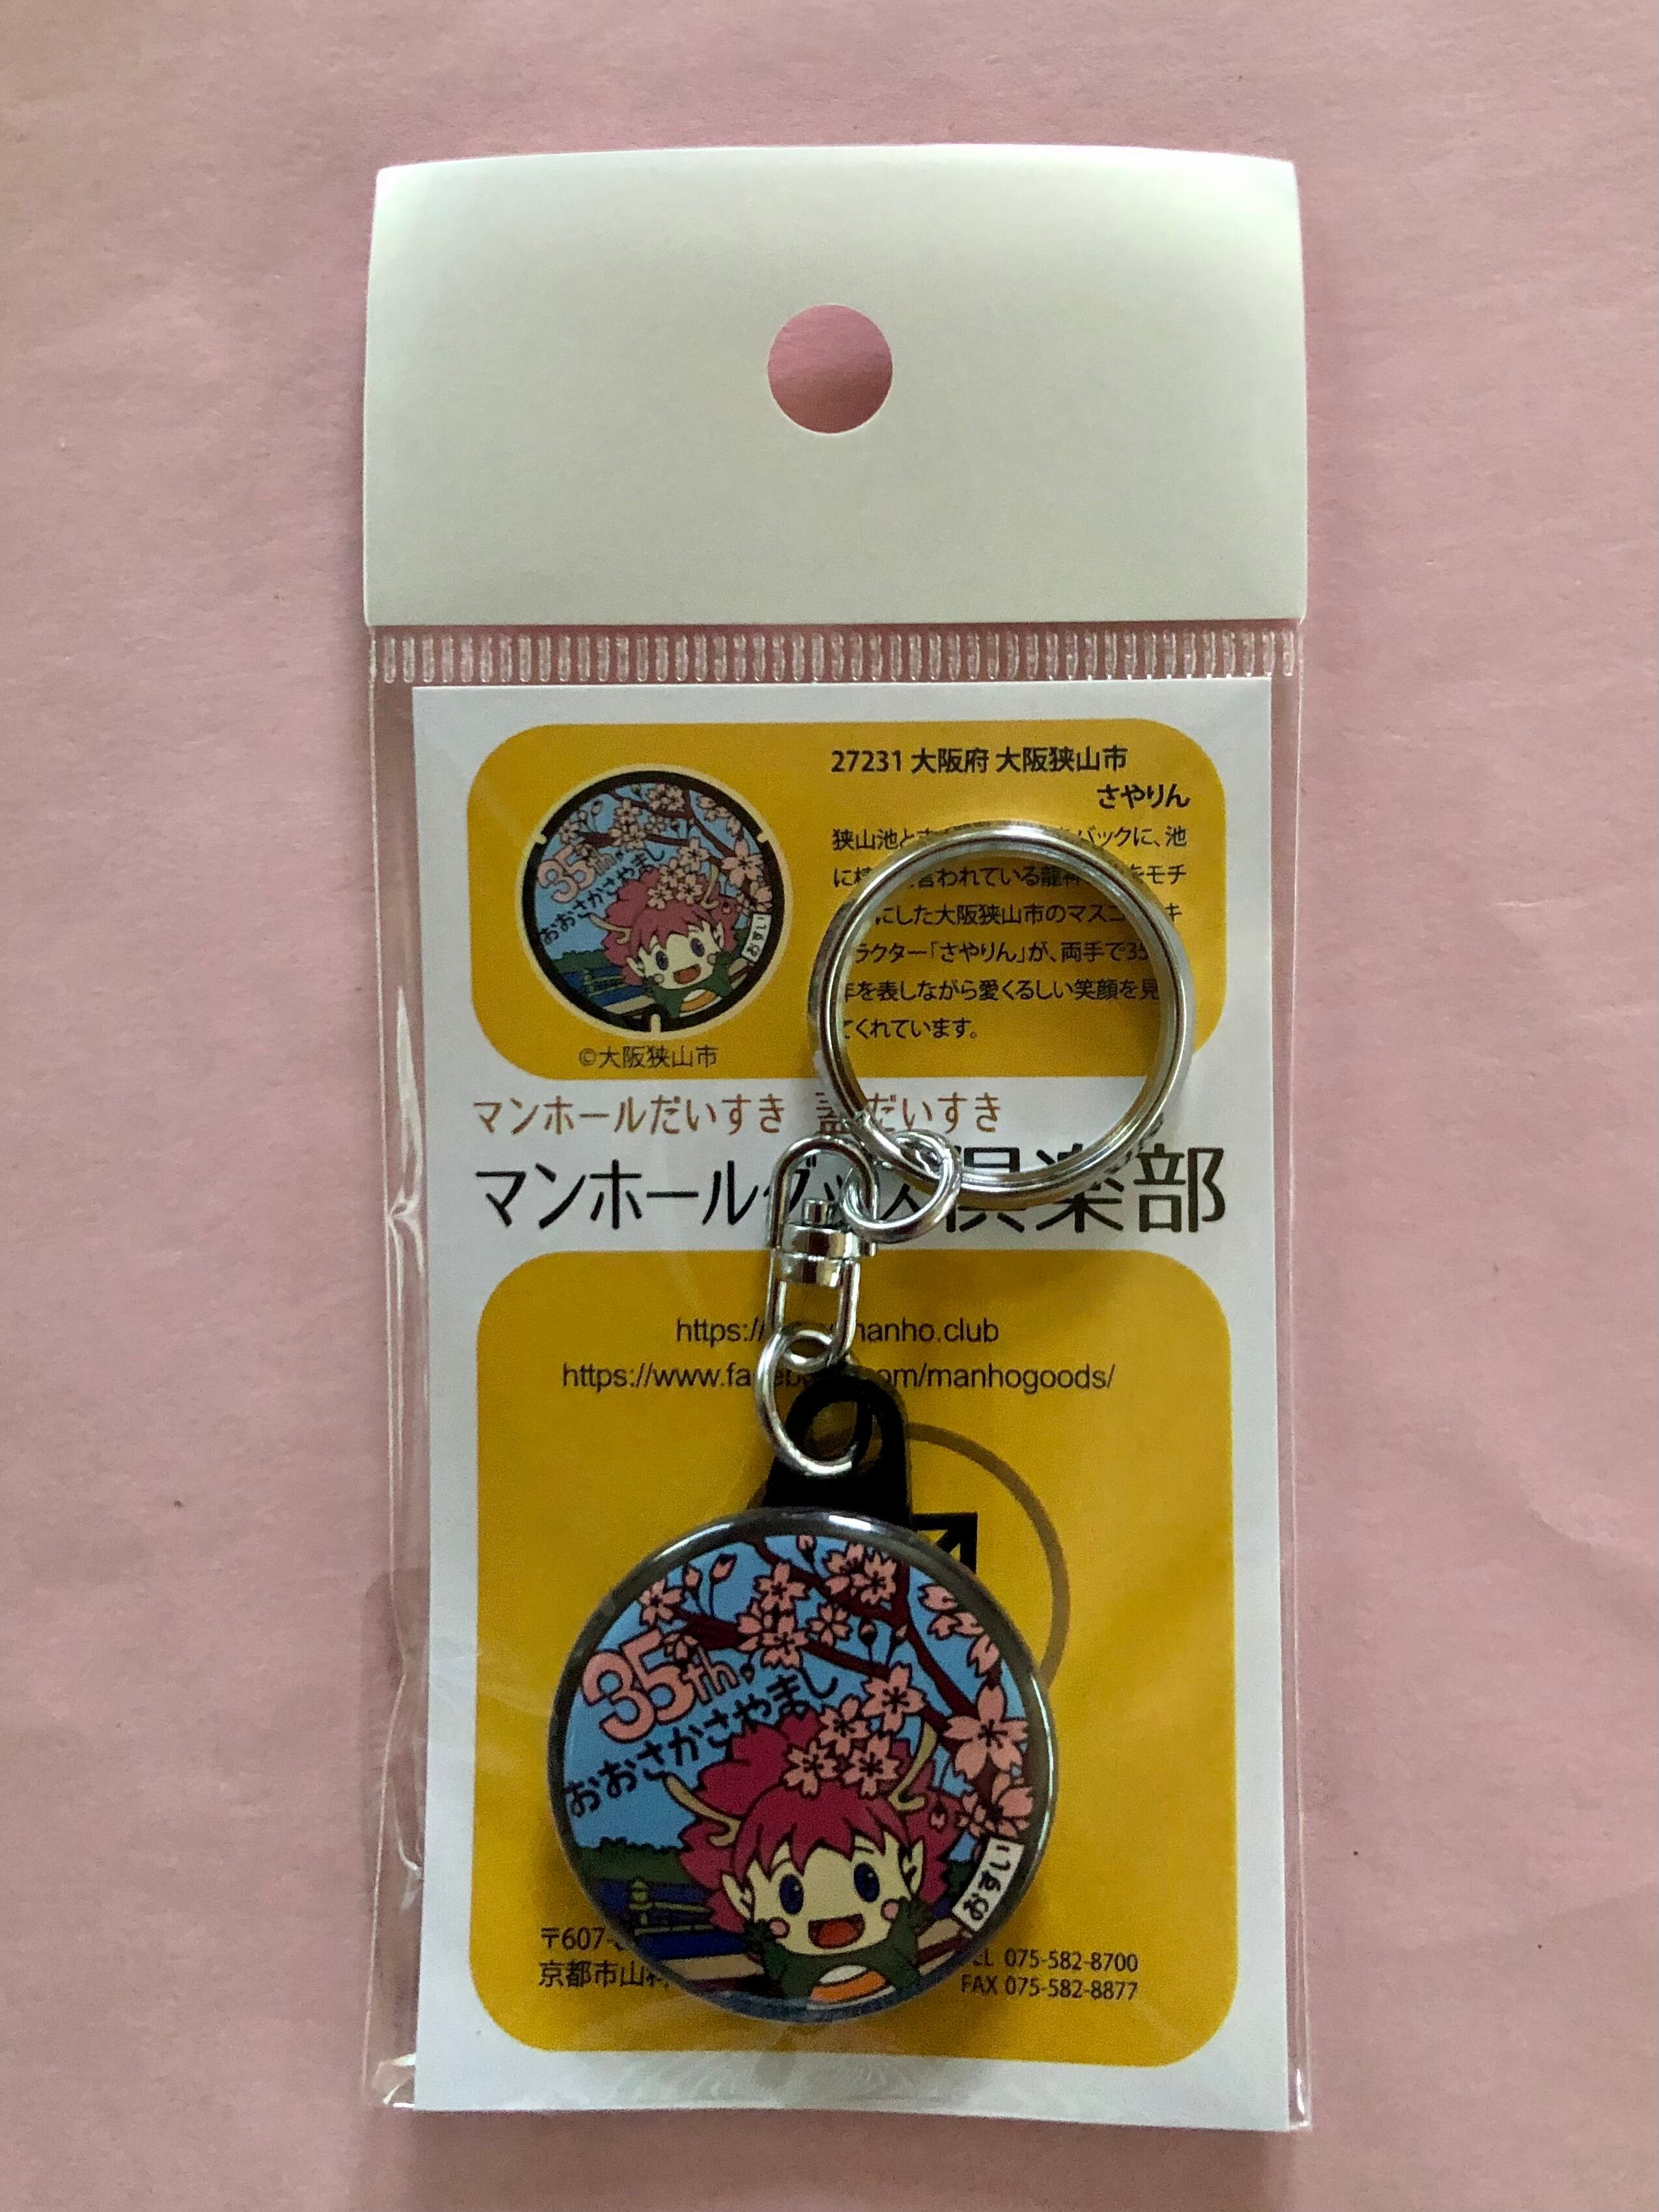 27231 大阪府 大阪狭山市
さやりん
狭山池と バックに、池
に 言われている龍神 をモチ
にした大阪狭山市のマスコ キ
ラクター「さやりん」が、両手で35
年を表しながら愛くるしい笑顔を見
てくれています。
35th
おおさかさやまし
おすい
©大阪狭山市
マンホールだいすき 蓋だいすき
マンホールグッズ倶楽部
https:// manho.club
https://www.facebook.com/manhogoods/
35th
おおさかさやまし
おすい
〒607-
京都市山科
TEL 075-582-8700
FAX 075-582-8877